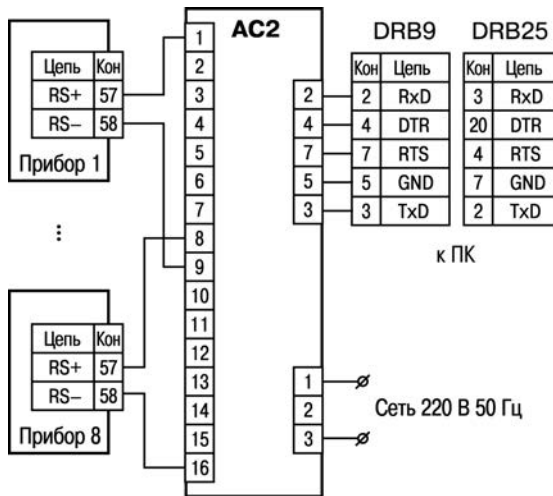 AC2
DRB9 DRB25
Цепь Кон
RS+ 57
RS− 58
Прибор 1
...
Цепь Кон
RS+ 57
RS− 58
Прибор 8
1
2
3
4
5
6
7
8
9
10
11
12
13
14
15
16
2
4
7
5
3
Кон Цепь
2 RxD
4 DTR
7 RTS
5 GND
3 TxD
Кон Цепь
3 RxD
20 DTR
4 RTS
7 GND
2 TxD
к ПК
1
2
3
Сеть 220 В 50 Гц